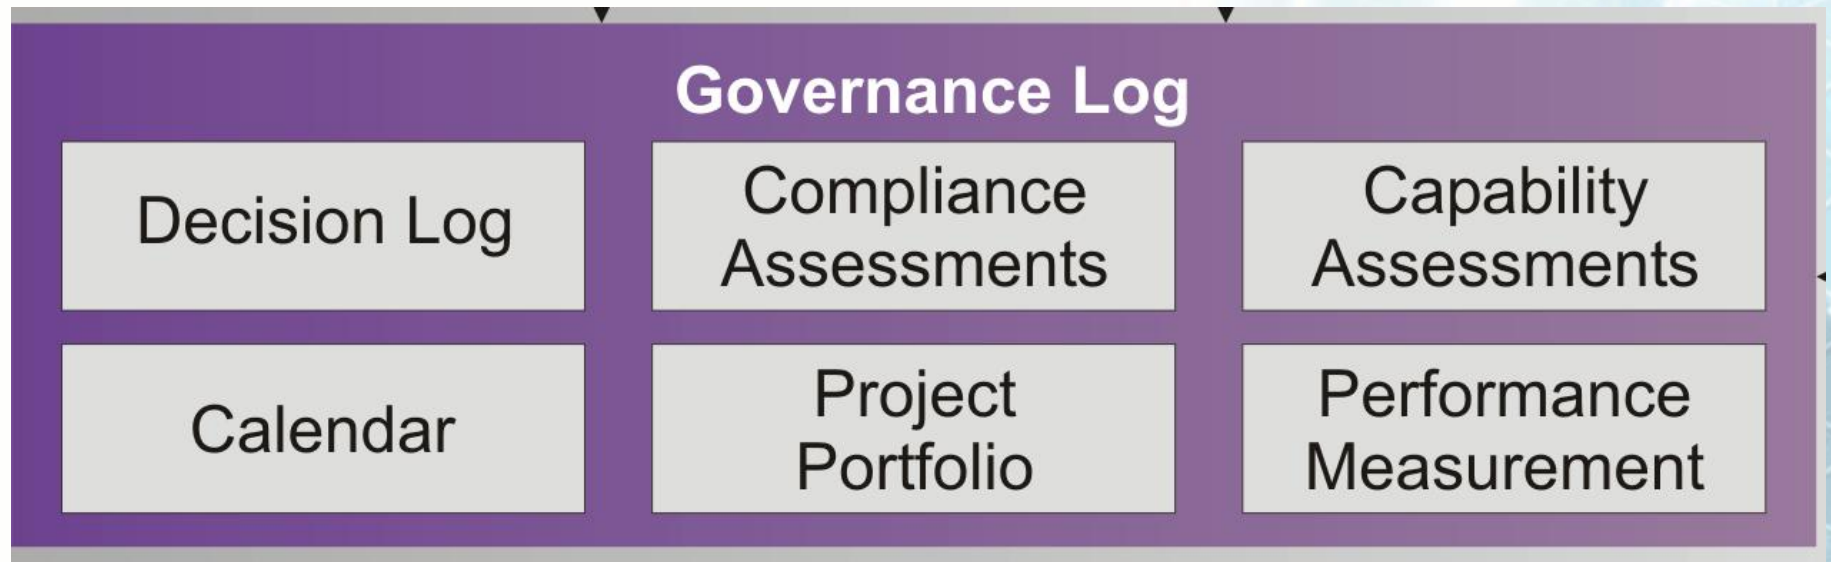 Governance Log
Decision Log
Compliance
Assessments
Capability
Assessments
Calendar
Project
Portfolio
Performance
Measurement